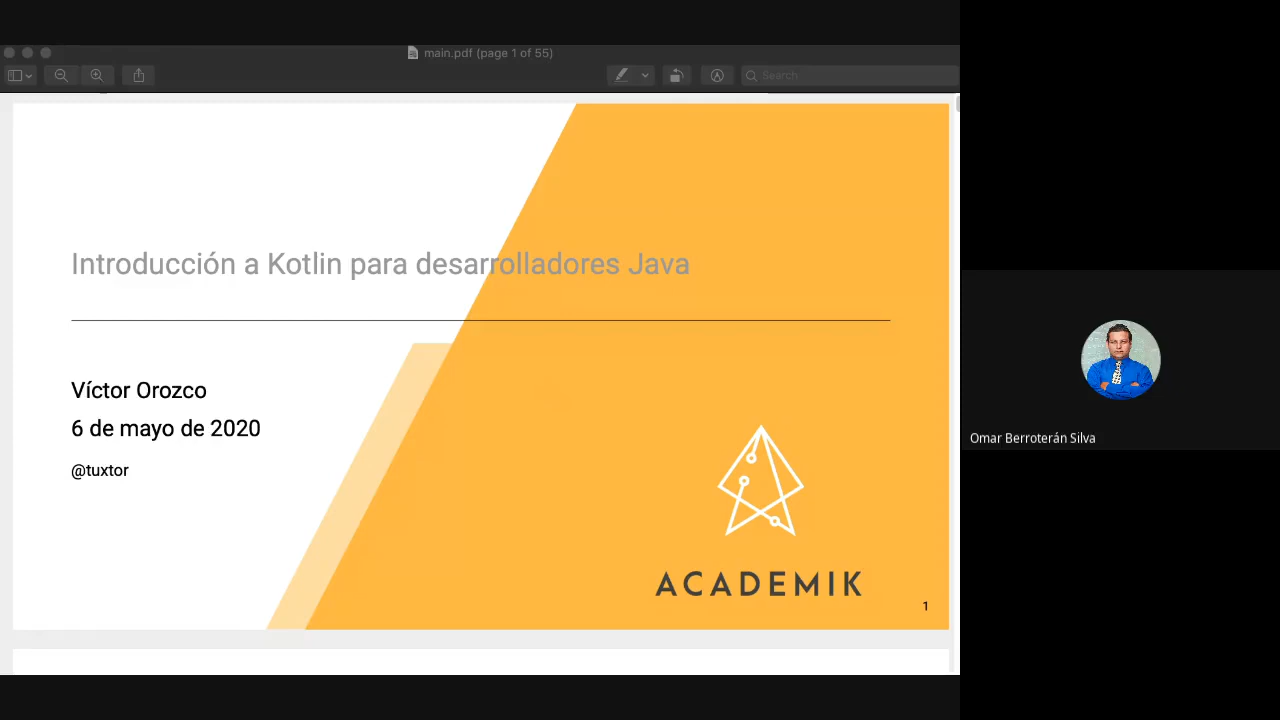 main.pdf (page 1 of 55)
Search
Introducción a Kotlin para desarrolladores Java
Víctor Orozco
6 de mayo de 2020
@tuxtor
ACADEMIK
1
Omar Berroterán Silva